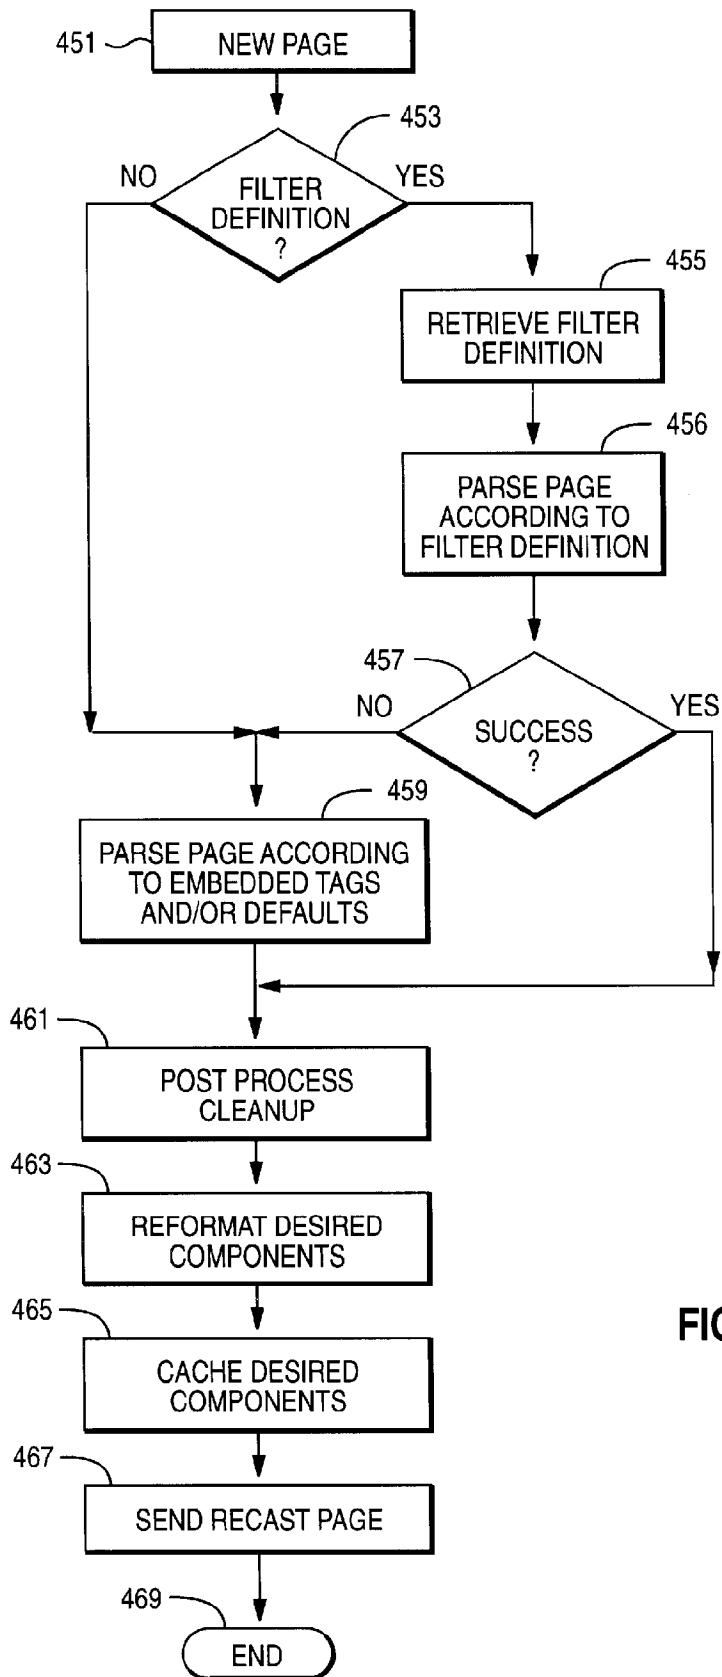 451
NEW PAGE
453
NO
YES
FILTER
DEFINITION
?
455
RETRIEVE FILTER
DEFINITION
456
PARSE PAGE
ACCORDING TO
FILTER DEFINITION
457
NO
YES
SUCCESS
?
459
PARSE PAGE ACCORDING
TO EMBEDDED TAGS
AND/OR DEFAULTS
461
POST PROCESS
CLEANUP
463
REFORMAT DESIRED
COMPONENTS
465
CACHE DESIRED
COMPONENTS
467
SEND RECAST PAGE
469
END